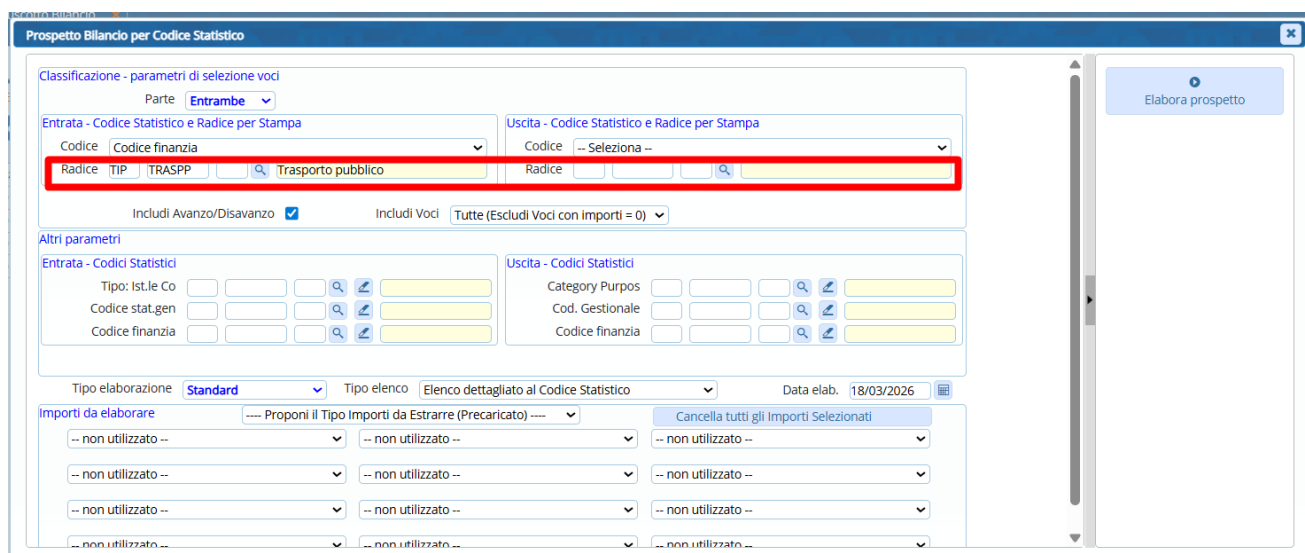 Prospetto Bilancio per Codice Statistico
Classificazione - parametri di selezione voci
Parte Entrambe
Entrata - Codice Statistico e Radice per Stampa
Codice Codice finanzia
Radice TIP TRASPP Trasporto pubblico
Uscita - Codice Statistico e Radice per Stampa
Codice -- Seleziona --
Radice
Includi Avanzo/Disavanzo Includi Voci Tutte (Escludi Voci con importi = 0)
Altri parametri
Entrata - Codici Statistici
Tipo: Ist.le Co
Codice stat.gen
Codice finanzia
Uscita - Codici Statistici
Category Purpos
Cod. Gestionale
Codice finanzia
Tipo elaborazione Standard Tipo elenco Elenco dettagliato al Codice Statistico Data elab. 18/03/2026
Importi da elaborare ---- Proponi il Tipo Importi da Estrarre (Precaricato) ---- Cancella tutti gli Importi Selezionati
-- non utilizzato -- -- non utilizzato -- -- non utilizzato --
-- non utilizzato -- -- non utilizzato -- -- non utilizzato --
-- non utilizzato -- -- non utilizzato -- -- non utilizzato --
-- non utilizzato -- -- non utilizzato -- -- non utilizzato --
Elabora prospetto